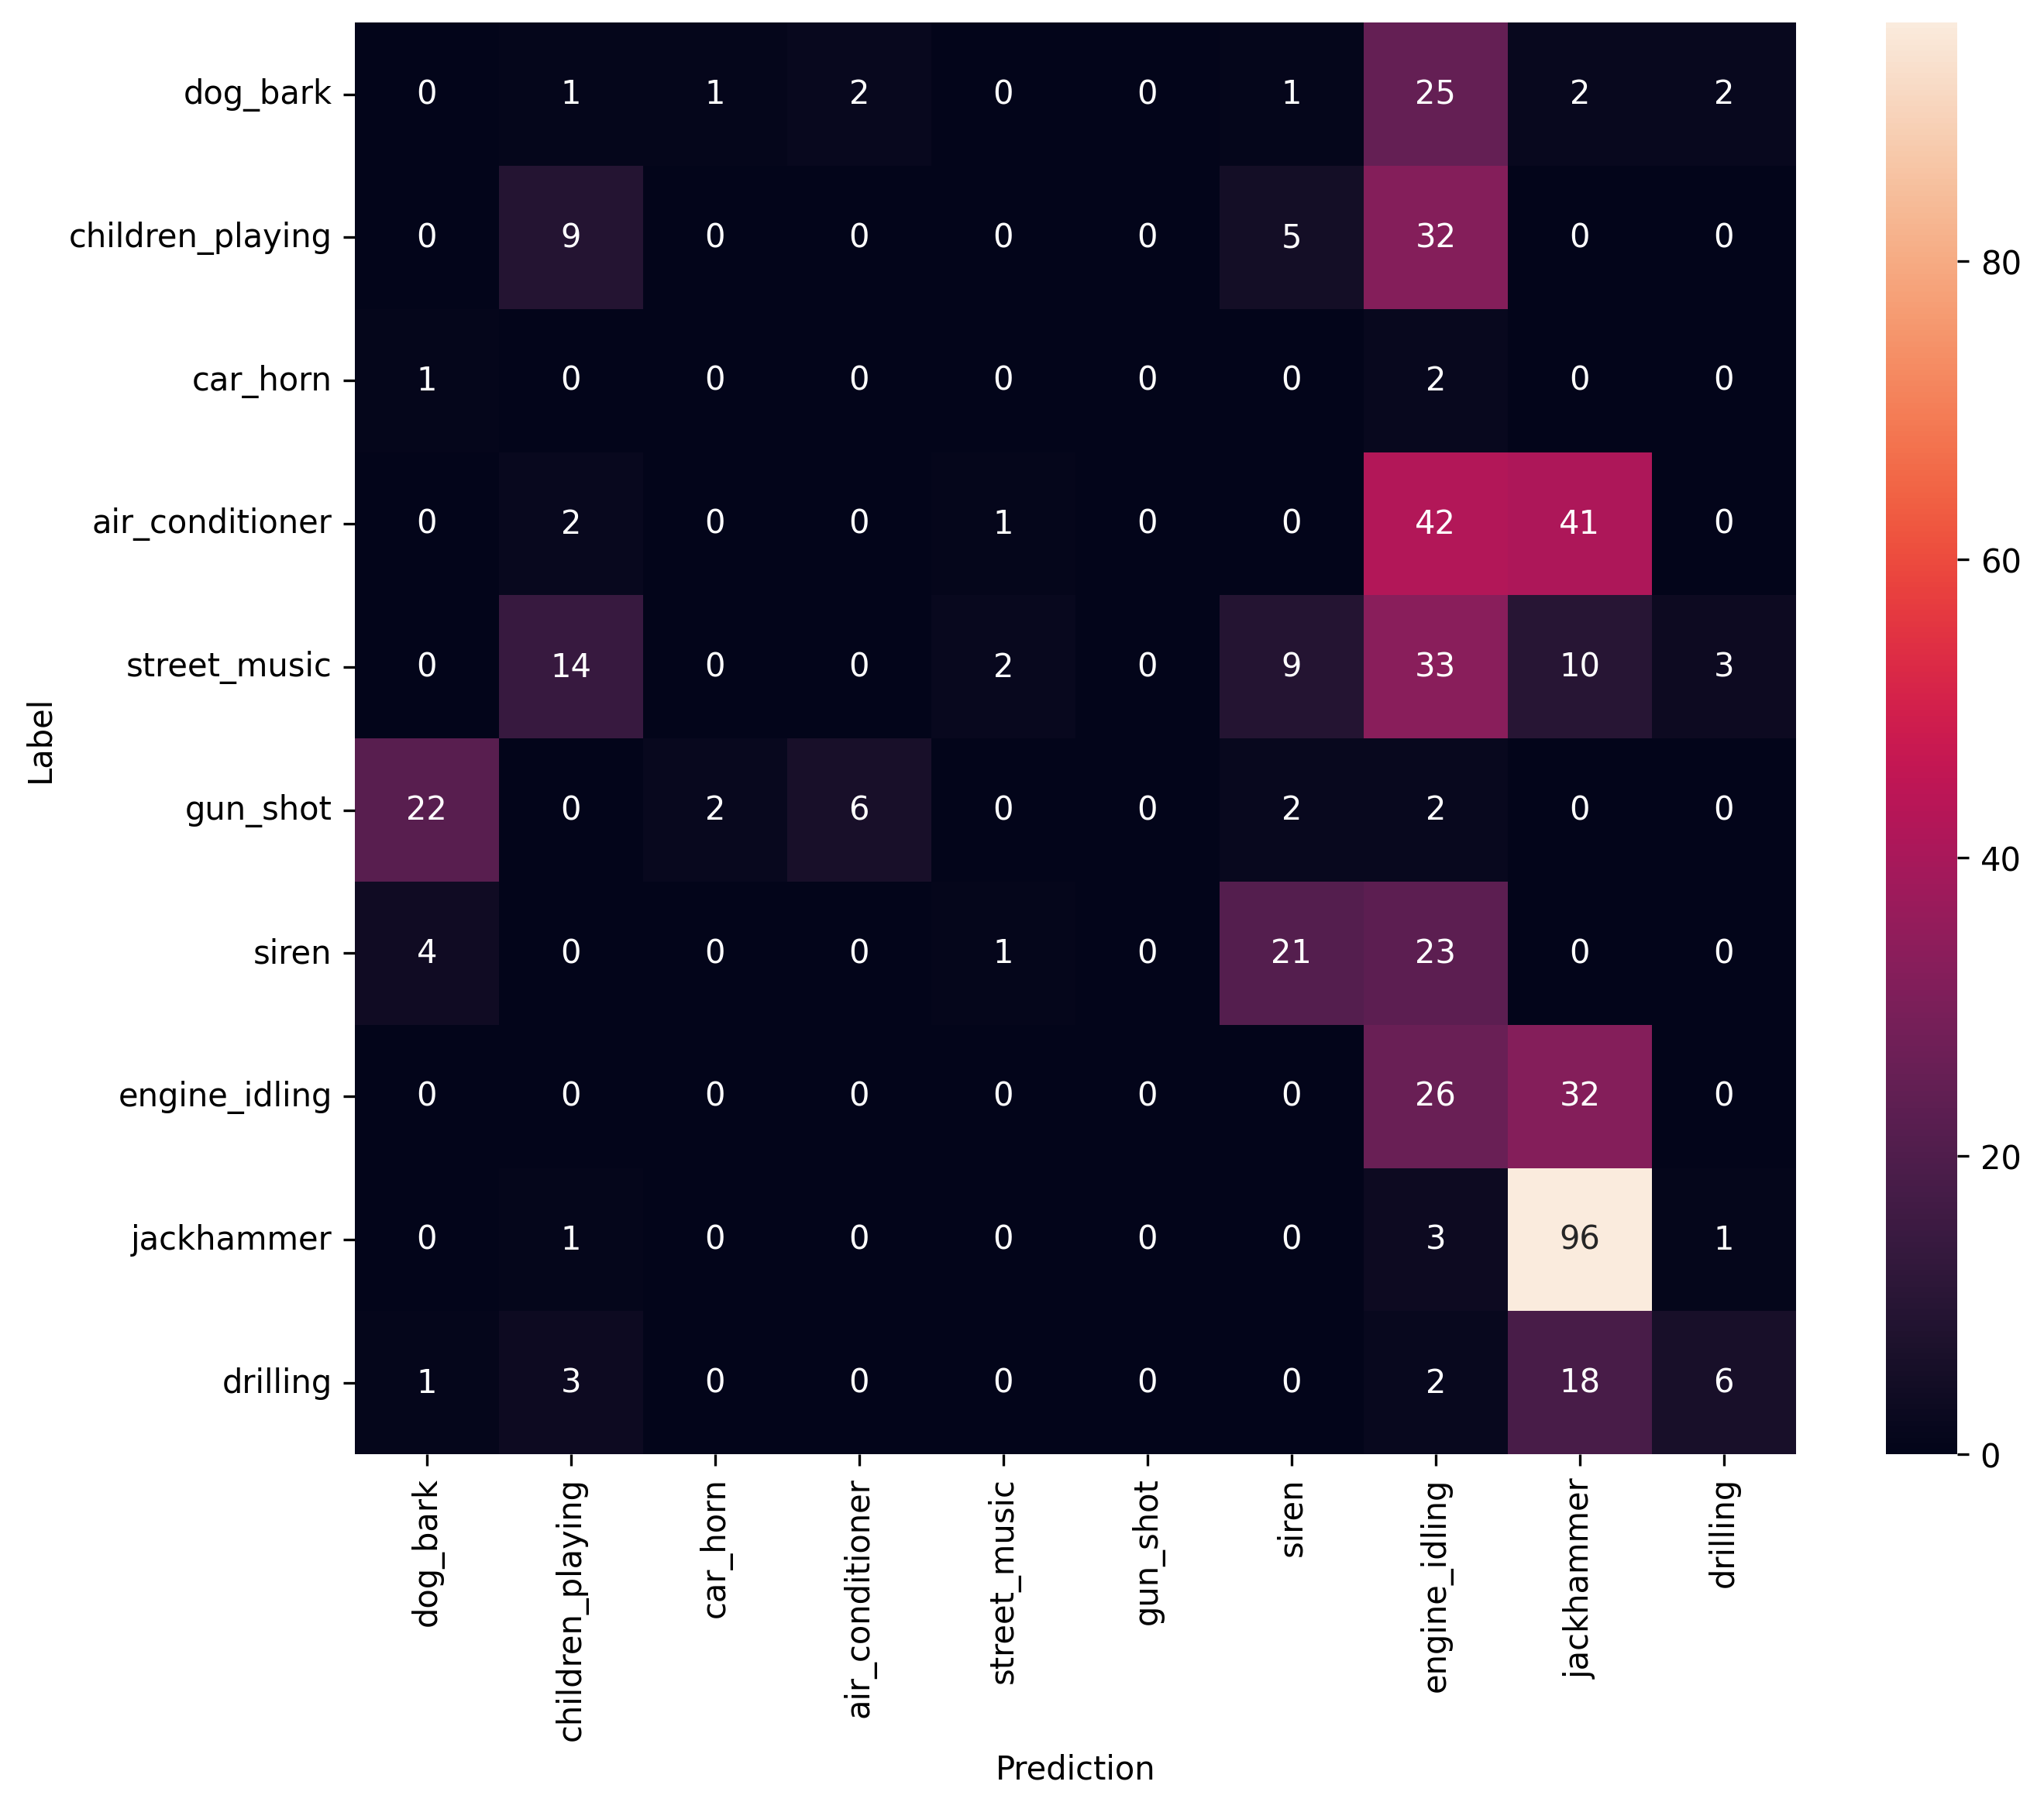 dog_bark 0 1 1 2 0 0 1 25 2 2
children_playing 0 9 0 0 0 0 5 32 0 0
80
car_horn 1 0 0 0 0 0 0 2 0 0
air_conditioner 0 2 0 0 1 0 0 42 41 0
60
street_music 0 14 0 0 2 0 9 33 10 3
Label
gun_shot 22 0 2 6 0 0 2 2 0 0
40
siren 4 0 0 0 1 0 21 23 0 0
engine_idling 0 0 0 0 0 0 0 26 32 0
20
jackhammer 0 1 0 0 0 0 0 3 96 1
drilling 1 3 0 0 0 0 0 2 18 6
0
dog_bark
children_playing
car_horn
air_conditioner
street_music
gun_shot
siren
engine_idling
jackhammer
drilling
Prediction